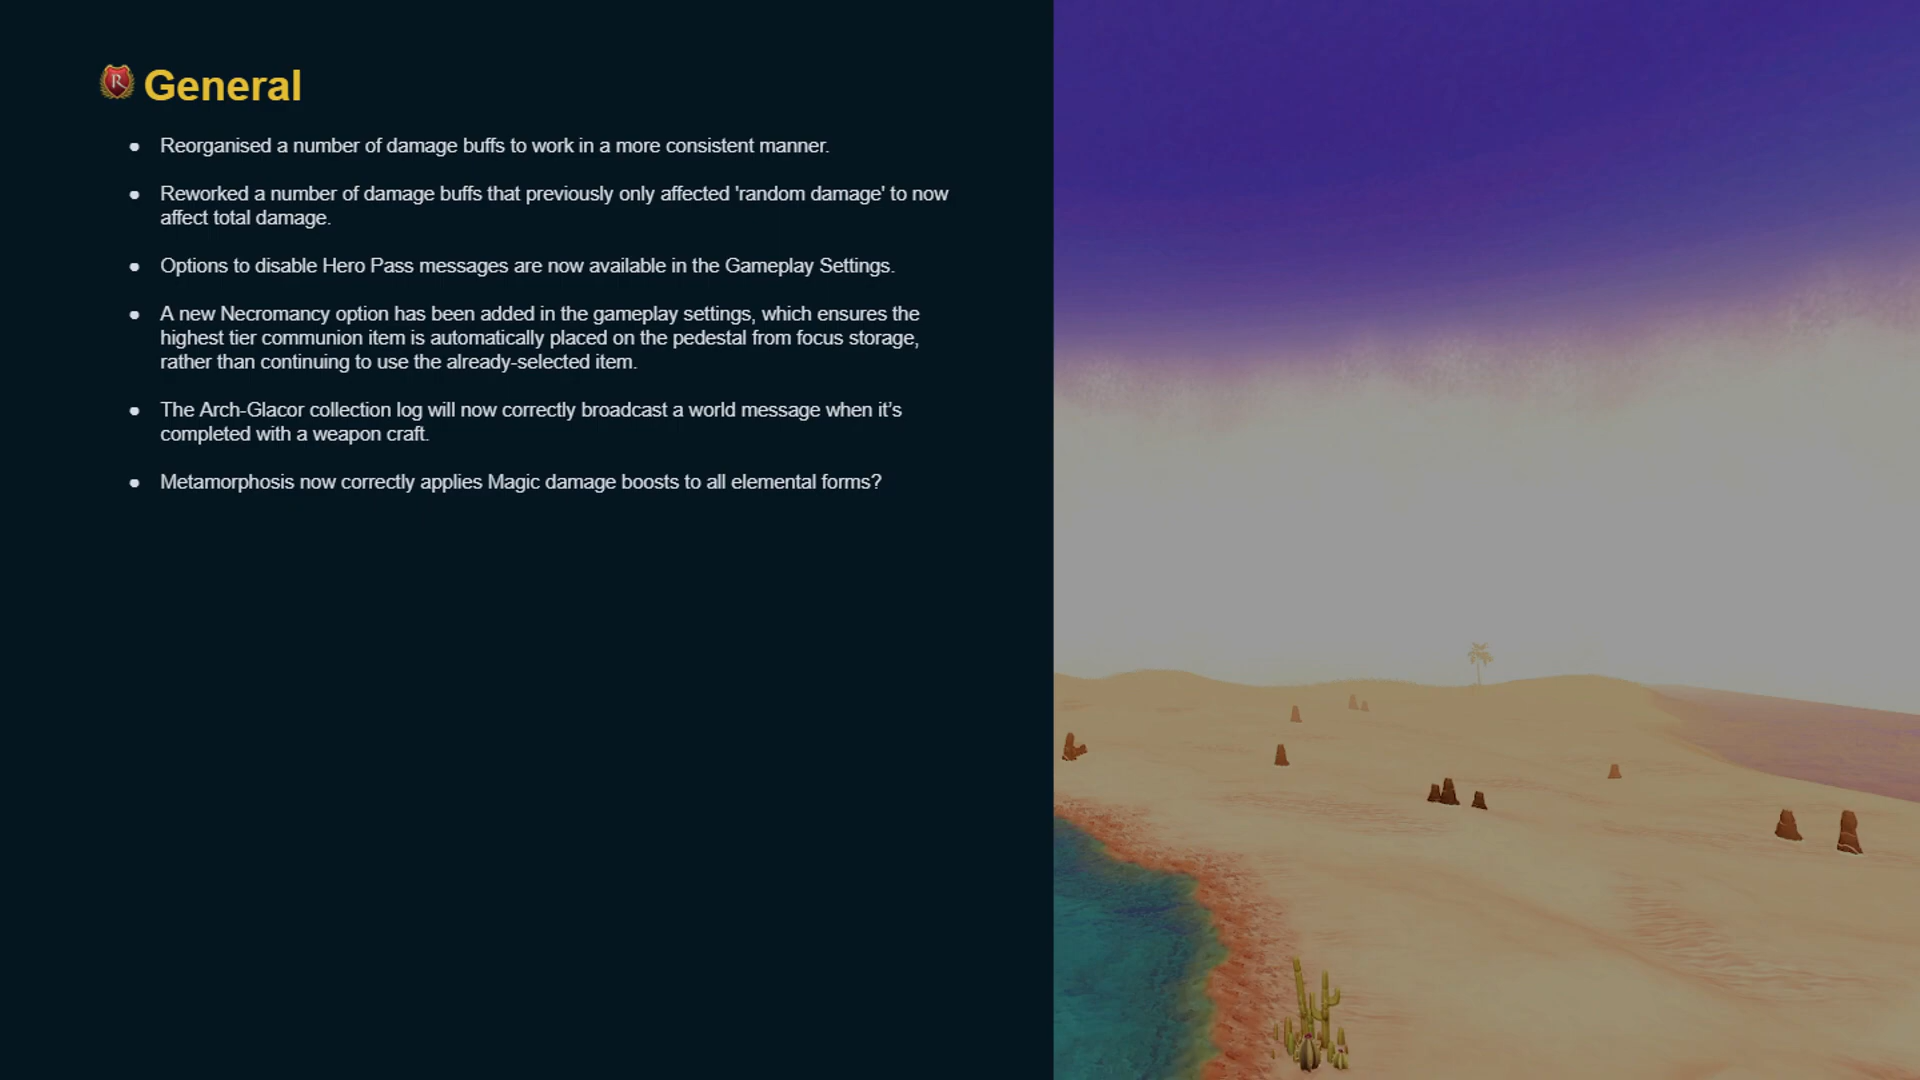 General
● Reorganised a number of damage buffs to work in a more consistent manner.
● Reworked a number of damage buffs that previously only affected 'random damage' to now
affect total damage.
● Options to disable Hero Pass messages are now available in the Gameplay Settings.
● A new Necromancy option has been added in the gameplay settings, which ensures the
highest tier communion item is automatically placed on the pedestal from focus storage,
rather than continuing to use the already-selected item.
● The Arch-Glacor collection log will now correctly broadcast a world message when it’s
completed with a weapon craft.
● Metamorphosis now correctly applies Magic damage boosts to all elemental forms?